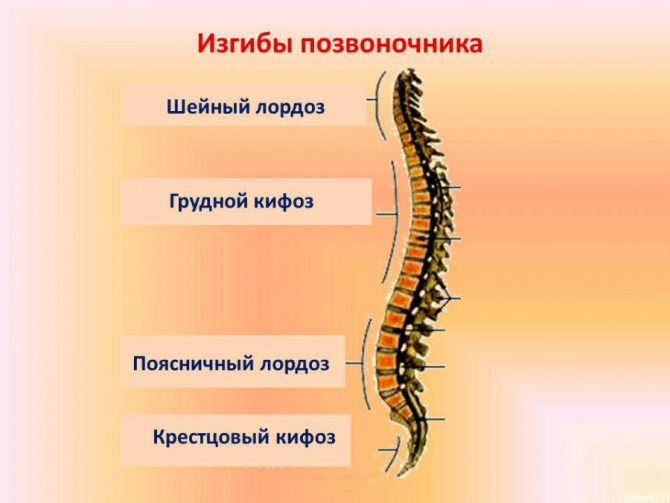 Изгибы позвоночника
Шейный лордоз
Грудной кифоз
Поясничный лордоз
Крестцовый кифоз